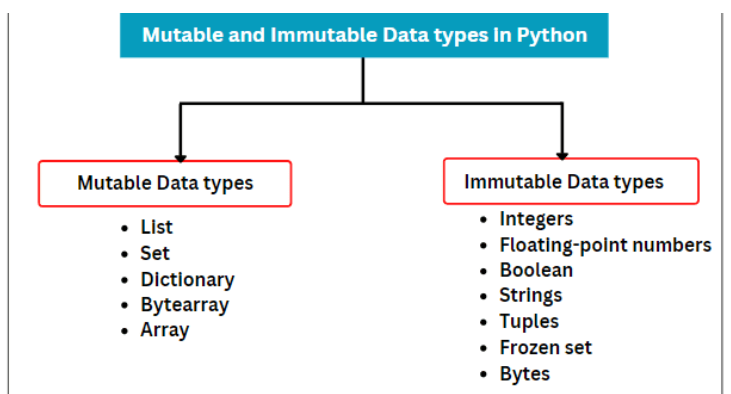 Mutable and Immutable Data types In Python
Mutable Data types
• List
• Set
• Dictionary
• Bytearray
• Array
Immutable Data types
• Integers
• Floating-point numbers
• Boolean
• Strings
• Tuples
• Frozen set
• Bytes